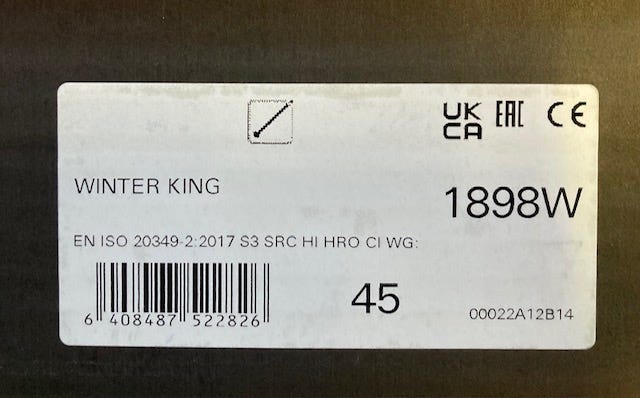 UK
CA EAC CE
WINTER KING
1898W
EN ISO 20349-2:2017 S3 SRC HI HRO CI WG:
45
6 408487 522826
00022A12B14